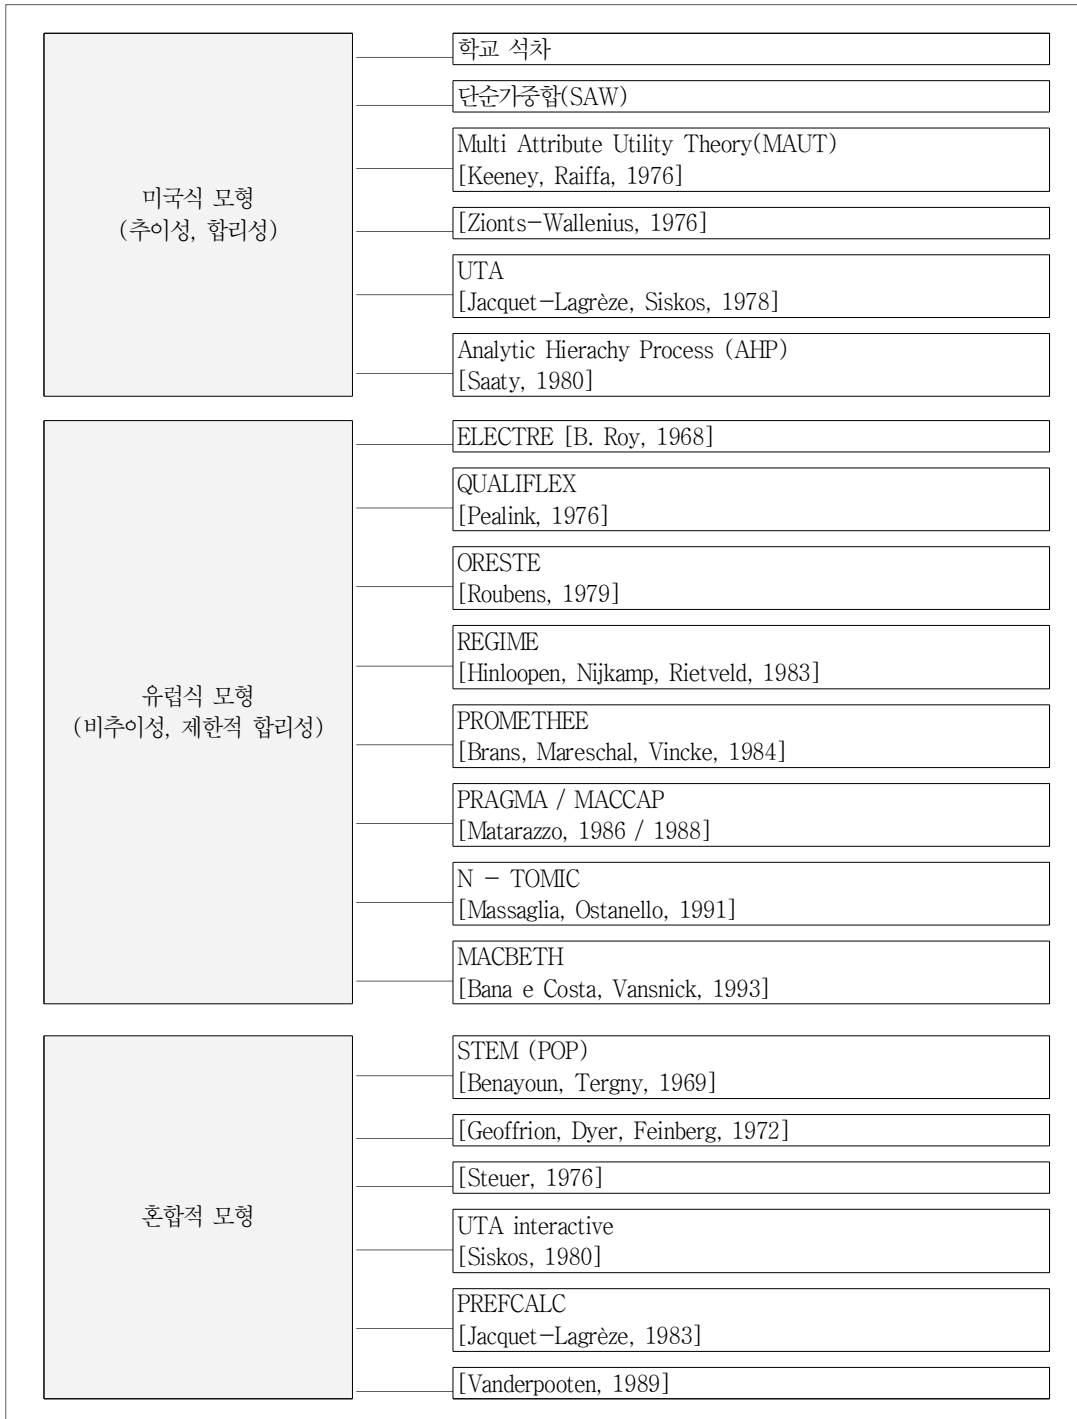 미국식 모형
(추이성, 합리성)
학교 석차
단순가중합(SAW)
Multi Attribute Utility Theory(MAUT)
[Keeney, Raiffa, 1976]
[Zionts-Wallenius, 1976]
UTA
[Jacquet-Lagrèze, Siskos, 1978]
Analytic Hierachy Process (AHP)
[Saaty, 1980]
유럽식 모형
(비추이성, 제한적 합리성)
ELECTRE [B. Roy, 1968]
QUALIFLEX
[Pealink, 1976]
ORESTE
[Roubens, 1979]
REGIME
[Hinloopen, Nijkamp, Rietveld, 1983]
PROMETHEE
[Brans, Mareschal, Vincke, 1984]
PRAGMA / MACCAP
[Matarazzo, 1986 / 1988]
N - TOMIC
[Massaglia, Ostanello, 1991]
MACBETH
[Bana e Costa, Vansnick, 1993]
혼합적 모형
STEM (POP)
[Benayoun, Tergny, 1969]
[Geoffrion, Dyer, Feinberg, 1972]
[Steuer, 1976]
UTA interactive
[Siskos, 1980]
PREFCALC
[Jacquet-Lagrèze, 1983]
[Vanderpooten, 1989]